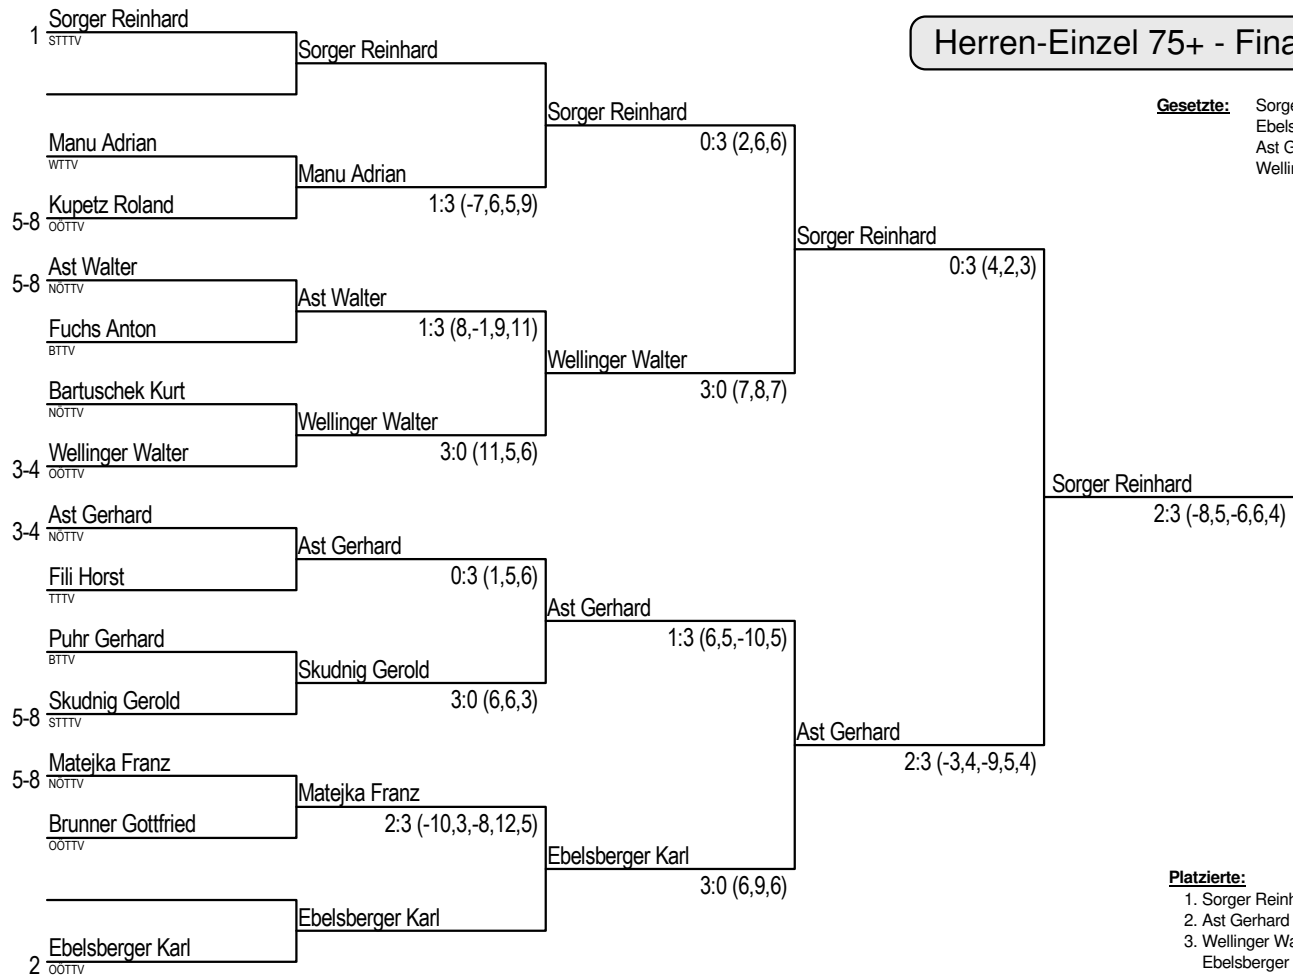 Herren-Einzel 75+ - Fina
Gesetzte: Sorge
Ebels
Ast G
Wellin
1 Sorger Reinhard
STTTV
Manu Adrian
WTTV
5-8 Kupetz Roland
OÖTTV
5-8 Ast Walter
NÖTTV
Fuchs Anton
BTTV
Bartuschek Kurt
NÖTTV
3-4 Wellinger Walter
OÖTTV
3-4 Ast Gerhard
NÖTTV
Fili Horst
TTTV
Puhr Gerhard
BTTV
5-8 Skudnig Gerold
STTTV
5-8 Matejka Franz
NÖTTV
Brunner Gottfried
OÖTTV
2 Ebelsberger Karl
OÖTTV
Sorger Reinhard
Manu Adrian
1:3 (-7,6,5,9)
Ast Walter
1:3 (8,-1,9,11)
Wellinger Walter
3:0 (11,5,6)
Ast Gerhard
0:3 (1,5,6)
Skudnig Gerold
3:0 (6,6,3)
Matejka Franz
2:3 (-10,3,-8,12,5)
Ebelsberger Karl
Sorger Reinhard
0:3 (2,6,6)
Wellinger Walter
3:0 (7,8,7)
Ast Gerhard
1:3 (6,5,-10,5)
Ebelsberger Karl
3:0 (6,9,6)
Sorger Reinhard
0:3 (4,2,3)
Ast Gerhard
2:3 (-3,4,-9,5,4)
Sorger Reinhard
2:3 (-8,5,-6,6,4)
Platzierte:
1. Sorger Reinh
2. Ast Gerhard
3. Wellinger Wa
Ebelsberger